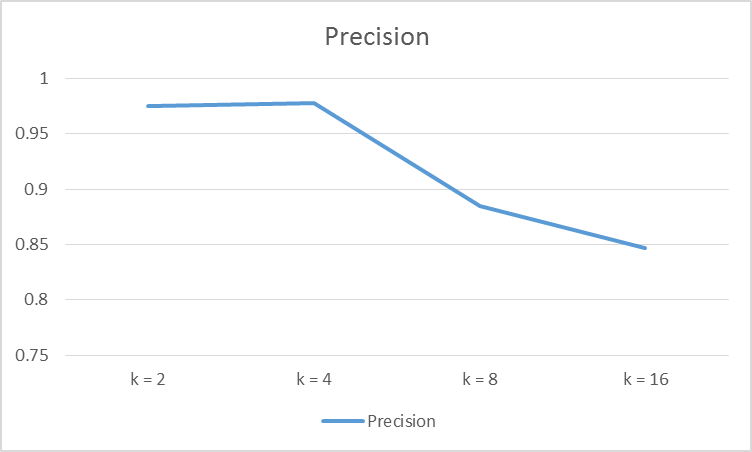 Precision
1
0.95
0.9
0.85
0.8
0.75
k = 2
k = 4
k = 8
k = 16
Precision